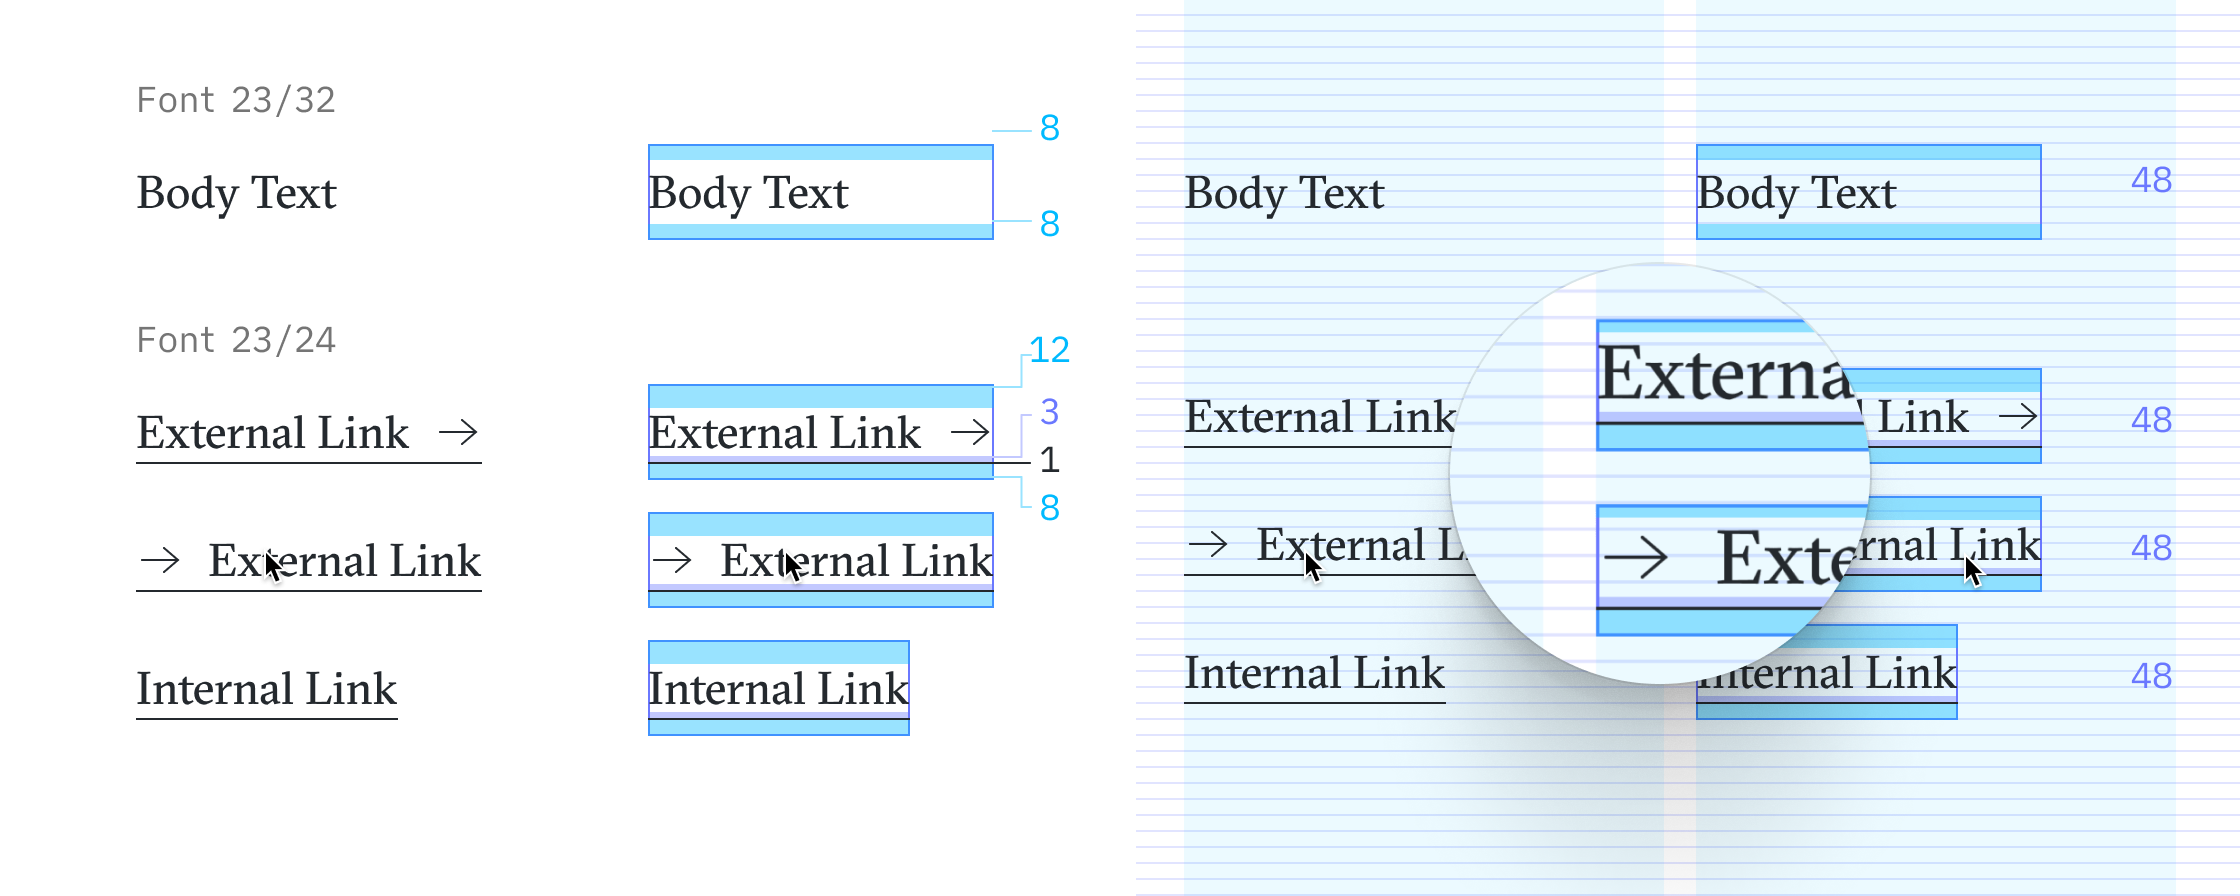 Font 23/32
Body Text
Body Text
8
8
Font 23/24
External Link →
External Link →
12
3
1
8
→ External Link
→ External Link
Internal Link
Internal Link
Body Text
Body Text
48
External Link
Externa
Link →
48
→ External L
→ Exte
rnal Link
48
Internal Link
Internal Link
48